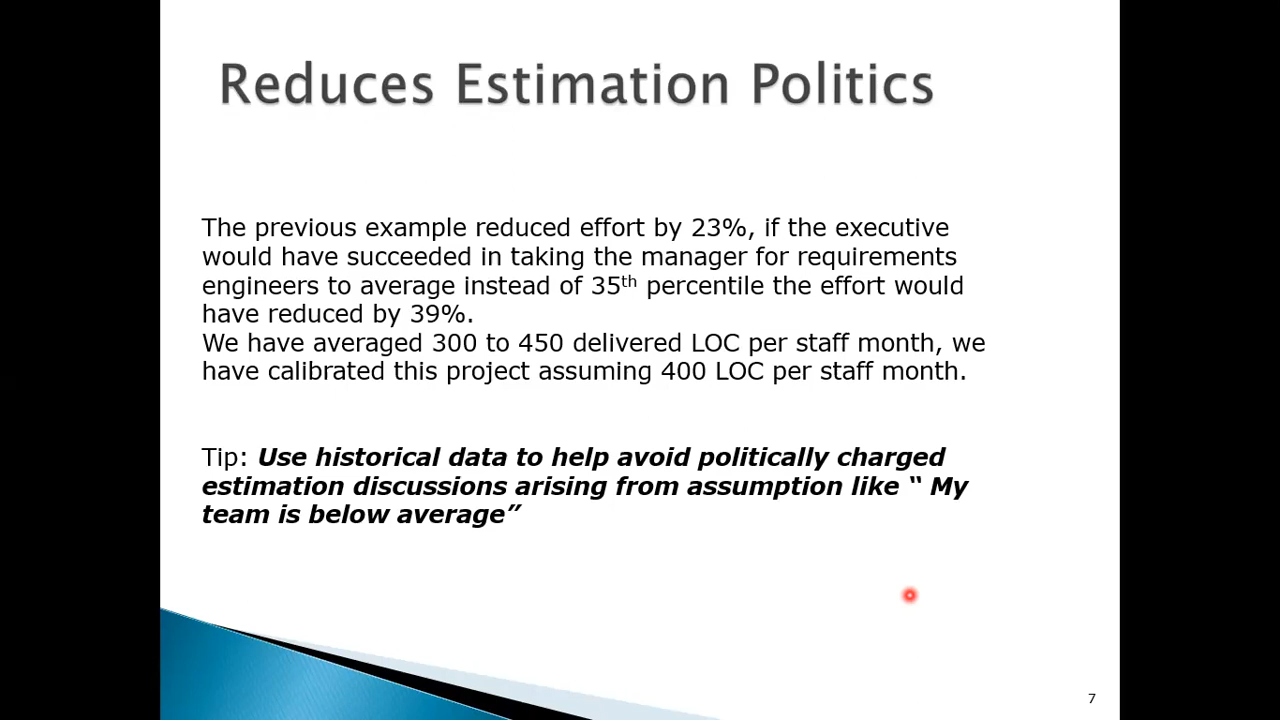 Reduces Estimation Politics
The previous example reduced effort by 23%, if the executive
would have succeeded in taking the manager for requirements
engineers to average instead of 35th percentile the effort would
have reduced by 39%.
We have averaged 300 to 450 delivered LOC per staff month, we
have calibrated this project assuming 400 LOC per staff month.
Tip: Use historical data to help avoid politically charged
estimation discussions arising from assumption like “ My
team is below average”
7